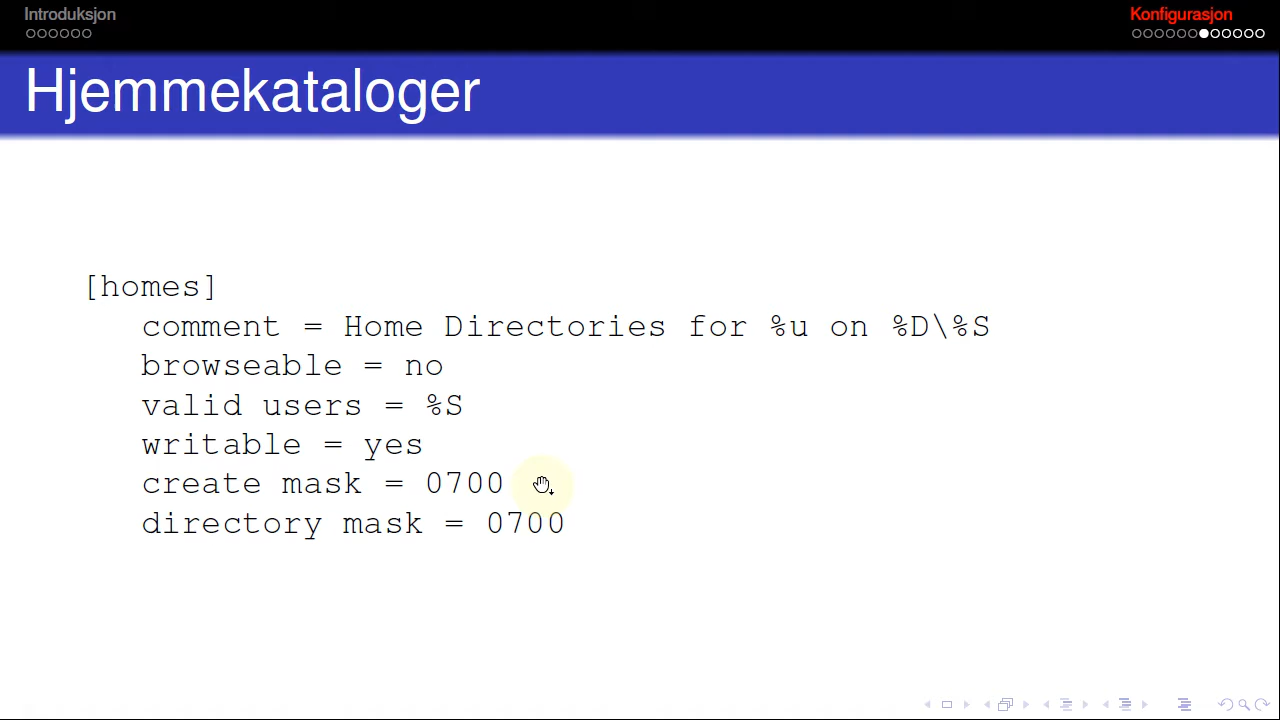 Introduksjon
Konfigurasjon
Hjemmekataloger
[homes]
comment = Home Directories for %u on %D\%S
browseable = no
valid users = %S
writable = yes
create mask = 0700
directory mask = 0700